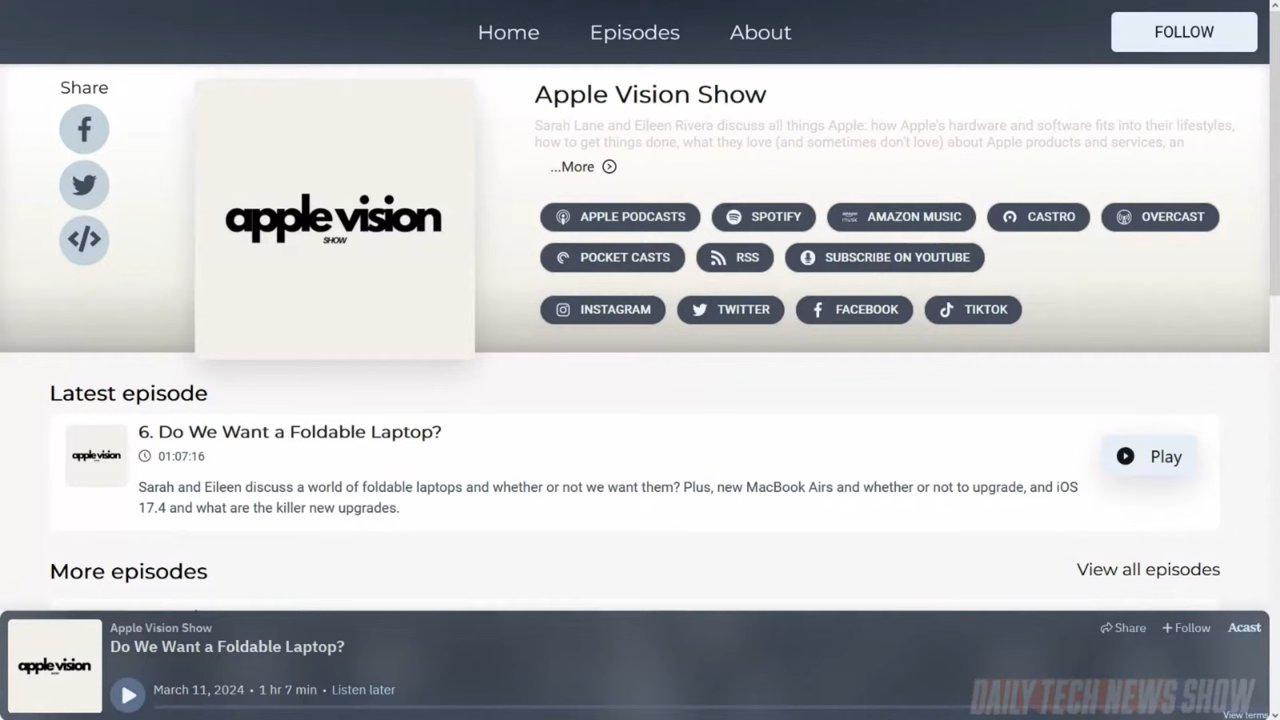 Home Episodes About FOLLOW
Share
apple vision
SHOW
Apple Vision Show
Sarah Lane and Eileen Rivera discuss all things Apple: how Apple's hardware and software fits into their lifestyles,
how to get things done, what they love (and sometimes don't love) about Apple products and services, an
...More
APPLE PODCASTS SPOTIFY AMAZON MUSIC CASTRO OVERCAST
POCKET CASTS RSS SUBSCRIBE ON YOUTUBE
INSTAGRAM TWITTER FACEBOOK TIKTOK
Latest episode
apple vision
6. Do We Want a Foldable Laptop?
01:07:16
Play
Sarah and Eileen discuss a world of foldable laptops and whether or not we want them? Plus, new MacBook Airs and whether or not to upgrade, and iOS
17.4 and what are the killer new upgrades.
More episodes View all episodes
apple vision
Apple Vision Show
Share + Follow Acast
Do We Want a Foldable Laptop?
March 11, 2024 • 1 hr 7 min • Listen later
DAILY TECH NEWS SHOW
View terms